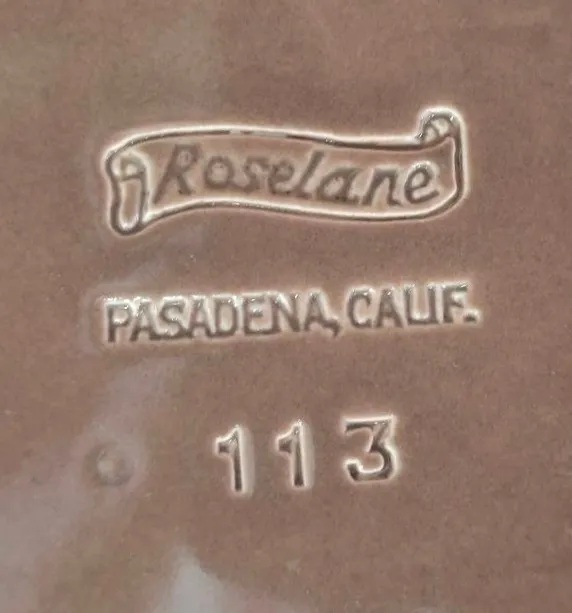 Roselane
PASADENA, CALIF.
113